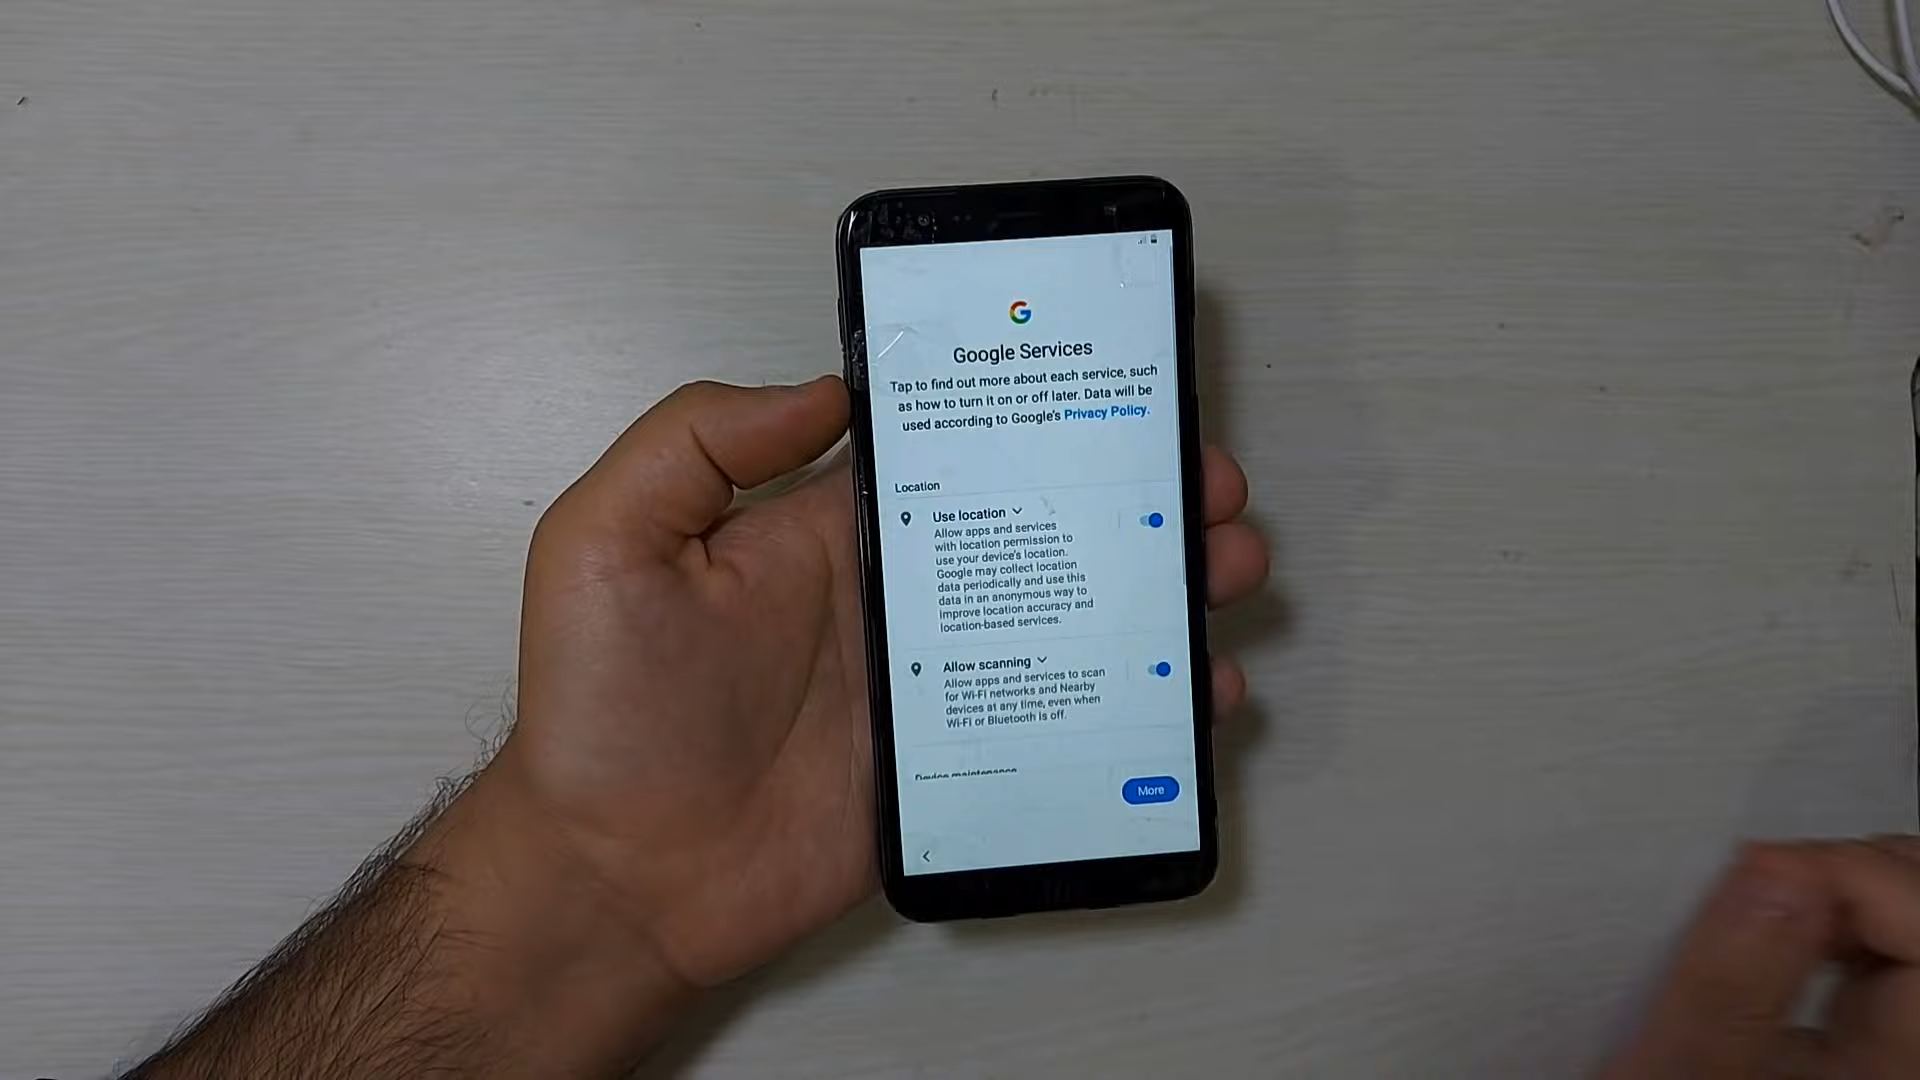 Google Services
Tap to find out more about each service, such
as how to turn it on or off later. Data will be
used according to Google's Privacy Policy.
Location
Use location
Allow apps and services
with location permission to
use your device's location.
Google may collect location
data periodically and use this
data in an anonymous way to
improve location accuracy and
location-based services.
Allow scanning
Allow apps and services to scan
for Wi-Fi networks and Nearby
devices at any time, even when
Wi-Fi or Bluetooth is off.
Device maintenance
More